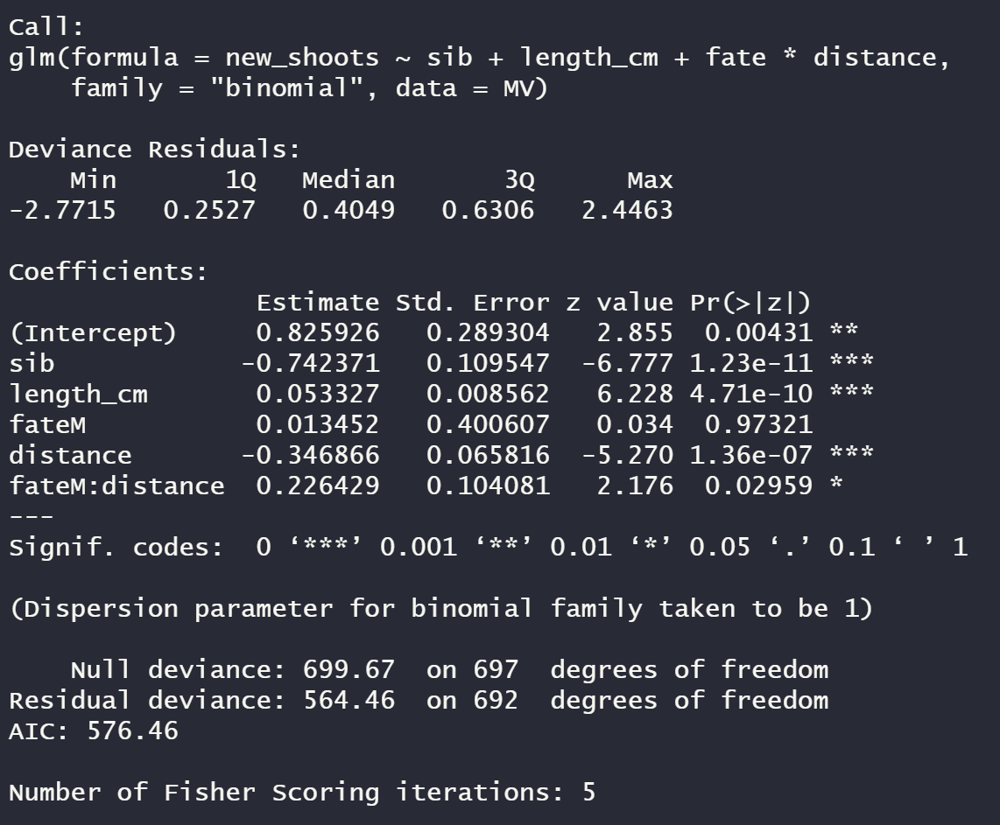 Call:
glm(formula = new_shoots ~ sib + length_cm + fate * distance,
    family = "binomial", data = MV)

Deviance Residuals:
    Min       1Q   Median       3Q      Max
-2.7715   0.2527   0.4049   0.6306   2.4463

Coefficients:
                Estimate Std. Error z value Pr(>|z|)
(Intercept)     0.825926   0.289304   2.855  0.00431 **
sib            -0.742371   0.109547  -6.777 1.23e-11 ***
length_cm       0.053327   0.008562   6.228 4.71e-10 ***
fateM           0.013452   0.400607   0.034  0.97321
distance       -0.346866   0.065816  -5.270 1.36e-07 ***
fateM:distance  0.226429   0.104081   2.176  0.02959 *
---
Signif. codes:  0 ‘***’ 0.001 ‘**’ 0.01 ‘*’ 0.05 ‘.’ 0.1 ‘ ’ 1

(Dispersion parameter for binomial family taken to be 1)

    Null deviance: 699.67  on 697  degrees of freedom
Residual deviance: 564.46  on 692  degrees of freedom
AIC: 576.46

Number of Fisher Scoring iterations: 5